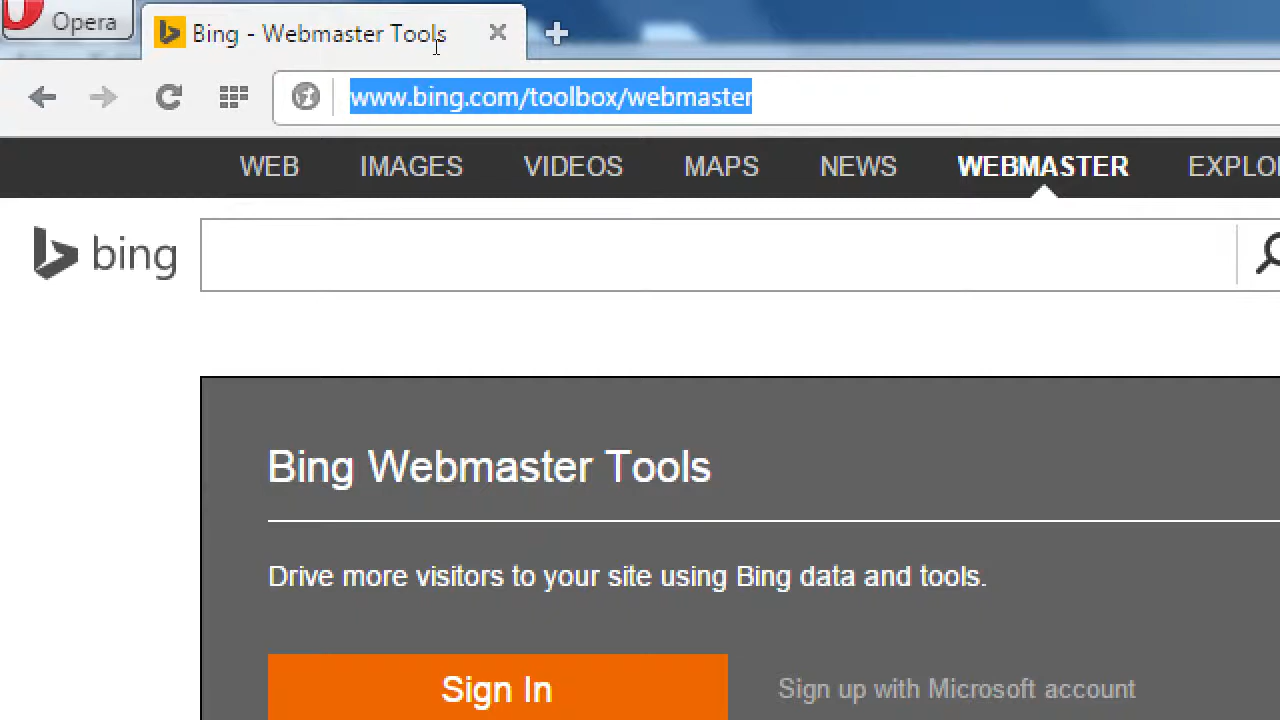 Opera
Bing - Webmaster Tools
www.bing.com/toolbox/webmaster
WEB IMAGES VIDEOS MAPS NEWS WEBMASTER EXPLO
bing
Bing Webmaster Tools
Drive more visitors to your site using Bing data and tools.
Sign In Sign up with Microsoft account